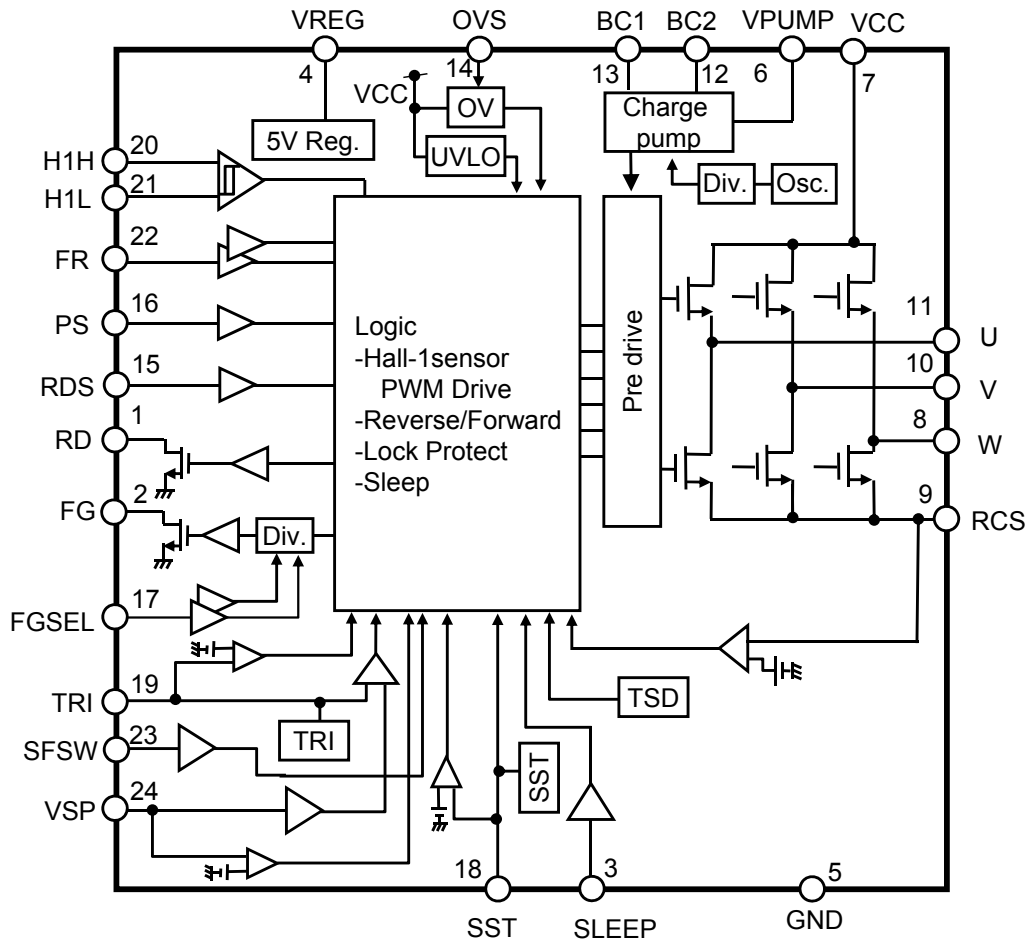 VREG
OVS
BC1
BC2
VPUMP
VCC
4
14
13
12
6
7
VCC
OV
UVLO
5V Reg.
Charge
pump
Div.
Osc.
H1H
20
H1L
21
FR
22
PS
16
RDS
15
RD
1
FG
2
Div.
FGSEL
17
TRI
19
TRI
SFSW
23
VSP
24
Logic
-Hall-1sensor
PWM Drive
-Reverse/Forward
-Lock Protect
-Sleep
Pre drive
11
U
10
V
8
W
9
RCS
TSD
SST
18
SST
3
SLEEP
5
GND